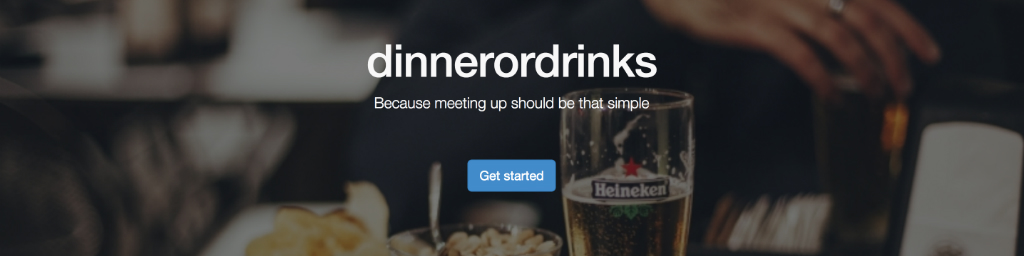 dinnerordrinks
Because meeting up should be that simple
Get started
Heineken